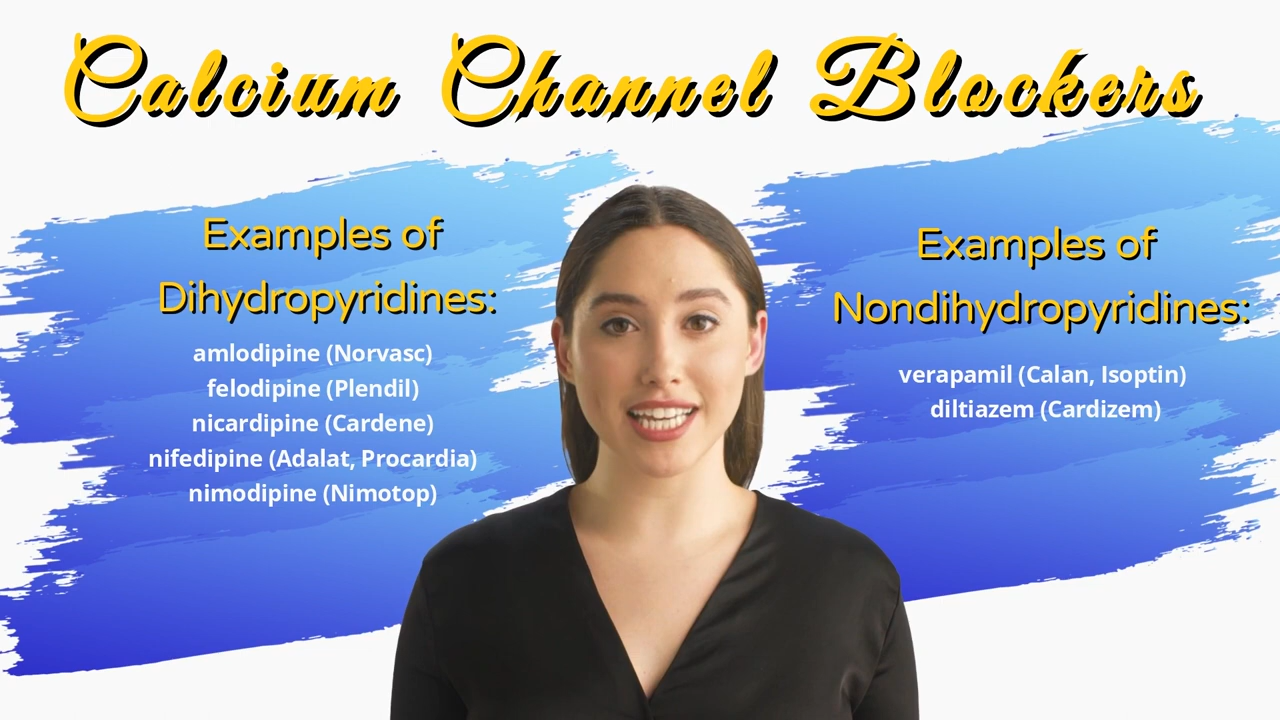 Calcium Channel Blockers
Examples of
Dihydropyridines:
amlodipine (Norvasc)
felodipine (Plendil)
nicardipine (Cardene)
nifedipine (Adalat, Procardia)
nimodipine (Nimotop)
Examples of
Nondihydropyridines:
verapamil (Calan, Isoptin)
diltiazem (Cardizem)